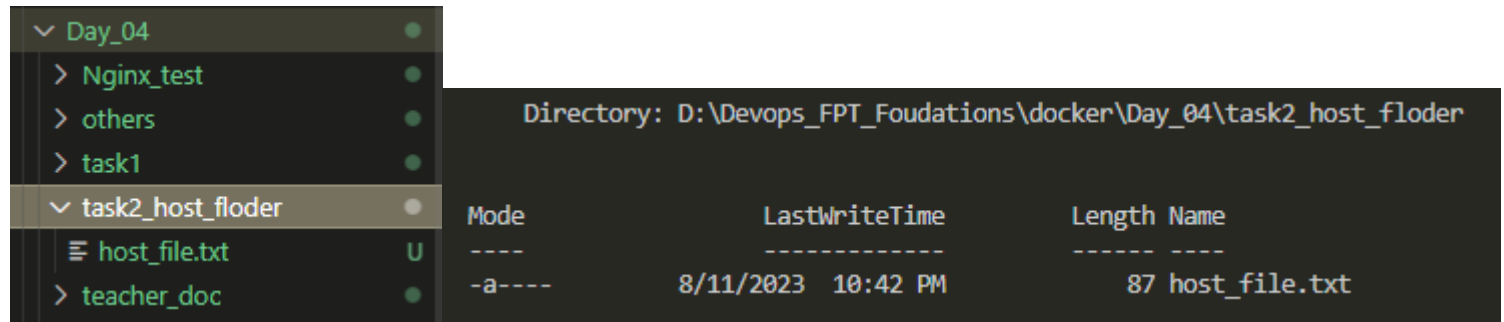 Day_04
Nginx_test
others
task1
task2_host_floder
host_file.txt U
teacher_doc
Directory: D:\Devops_FPT_Foudations\docker\Day_04\task2_host_floder
Mode LastWriteTime Length Name
---- ------------- ------ ----
-a---- 8/11/2023 10:42 PM 87 host_file.txt